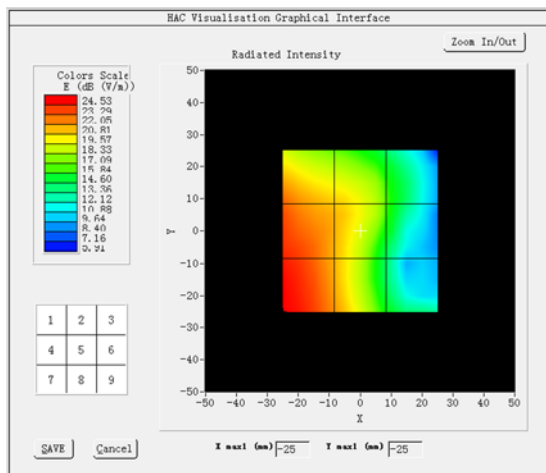 HAC Visualisation Graphical Interface
Zoom In/Out
Radiated Intensity
Colors Scale
E (dB (V/m))
24.53
23.29
22.05
20.81
19.57
18.33
17.09
15.84
14.60
13.36
12.12
10.88
9.64
8.40
7.16
5.91
50
40
30
20
10
0
-10
-20
-30
-40
-50
Y
-50 -40 -30 -20 -10 0 10 20 30 40 50
X
1 2 3
4 5 6
7 8 9
SAVE Cancel
X max1 (mm) -25 Y max1 (mm) -25